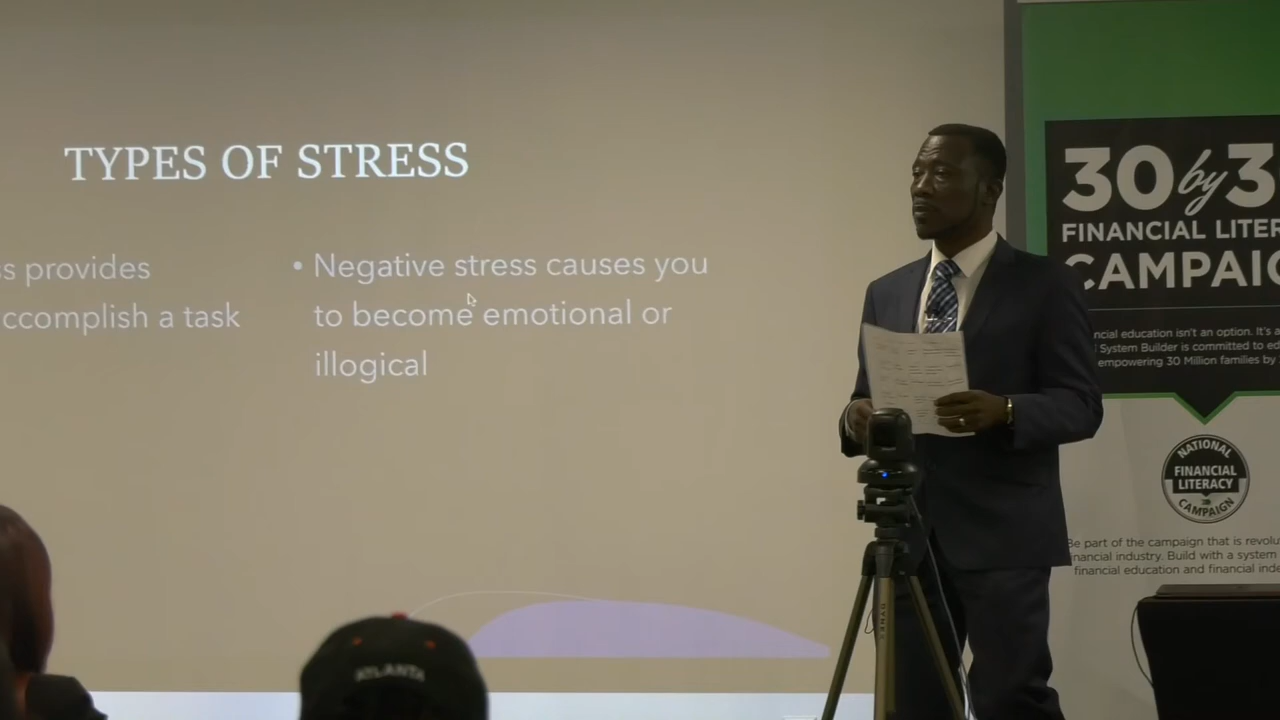 TYPES OF STRESS
ss provides
ccomplish a task
• Negative stress causes you
to become emotional or
illogical
30 by 3
FINANCIAL LITER
CAMPAIG
ncial education isn't an option. It's a
System Builder is committed to ed
empowering 30 Million families by
NATIONAL
FINANCIAL
LITERACY
CAMPAIGN
Be part of the campaign that is revolu
nancial industry. Build with a system
financial education and financial inde
ATLANTA